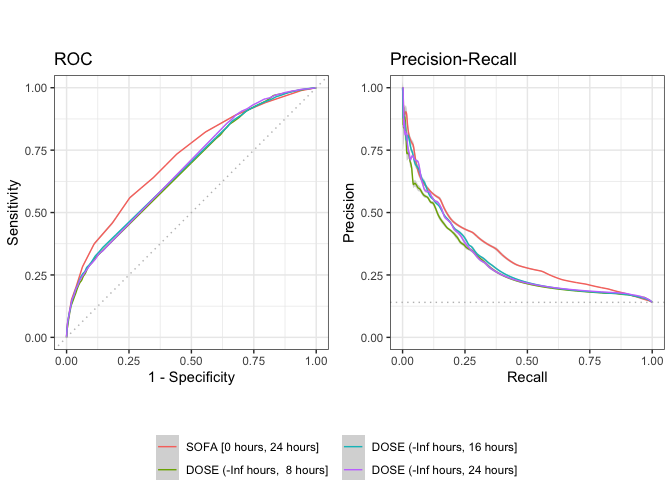 ROC
Precision-Recall
1.00
0.75
0.50
0.25
0.00
Sensitivity
0.00 0.25 0.50 0.75 1.00
1 - Specificity
1.00
0.75
0.50
0.25
0.00
Precision
0.00 0.25 0.50 0.75 1.00
Recall
SOFA [0 hours, 24 hours]
DOSE (-Inf hours, 16 hours]
DOSE (-Inf hours,  8 hours]
DOSE (-Inf hours, 24 hours]